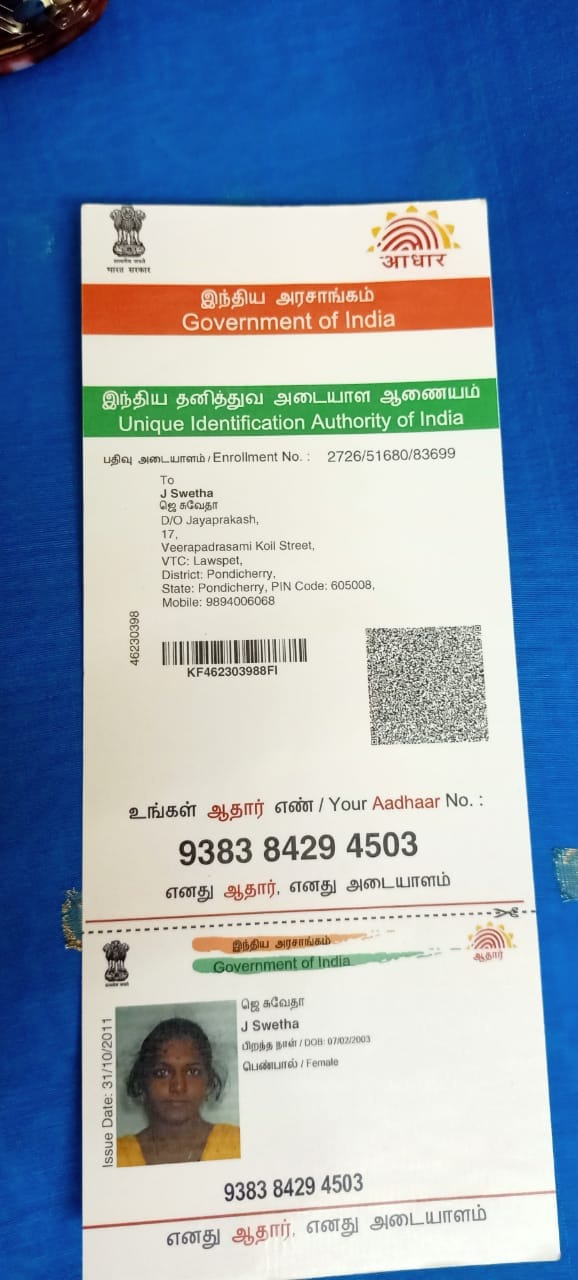 भारत सरकार
आधार
இந்திய அரசாங்கம்
Government of India
இந்திய தனித்துவ அடையாள ஆணையம்
Unique Identification Authority of India
பதிவு அடையாளம் / Enrollment No. : 2726/51680/83699
To
J Swetha
ஜெ சுவேதா
D/O Jayaprakash,
17,
Veerapadrasami Koil Street,
VTC: Lawspet,
District: Pondicherry,
State: Pondicherry, PIN Code: 605008,
Mobile: 9894006068
46230398
KF462303988FI
உங்கள் ஆதார் எண் / Your Aadhaar No. :
9383 8429 4503
எனது ஆதார், எனது அடையாளம்
இந்திய அரசாங்கம்
Government of India
ஆதார்
Issue Date: 31/10/2011
ஜெ சுவேதா
J Swetha
பிறந்த நாள் / DOB: 07/02/2003
பெண்பால் / Female
9383 8429 4503
எனது ஆதார், எனது அடையாளம்